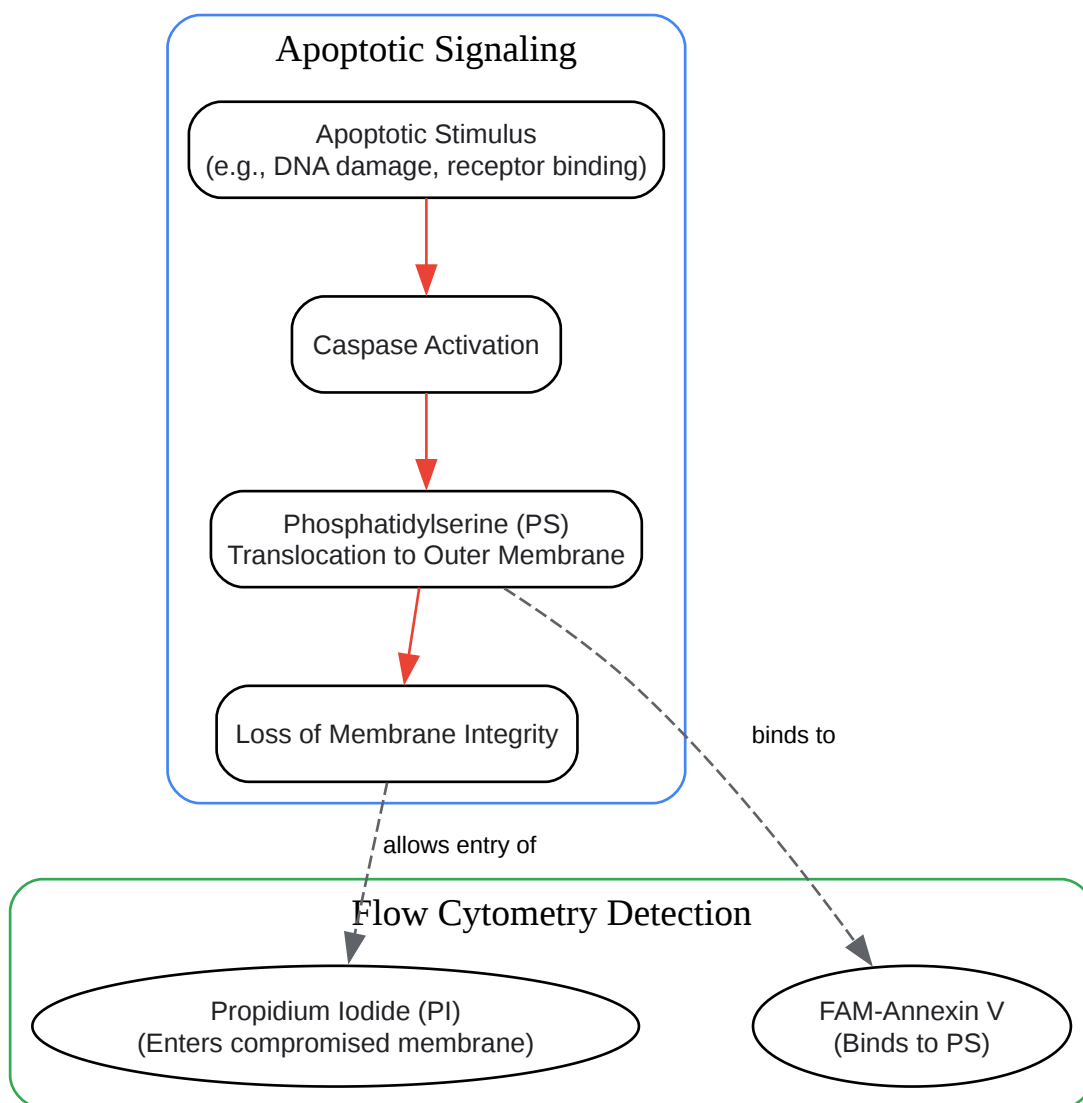 Apoptotic Signaling
Apoptotic Stimulus
(e.g., DNA damage, receptor binding)
Caspase Activation
Phosphatidylserine (PS)
Translocation to Outer Membrane
Loss of Membrane Integrity
binds to
allows entry of
Flow Cytometry Detection
Propidium Iodide (PI)
(Enters compromised membrane)
FAM-Annexin V
(Binds to PS)